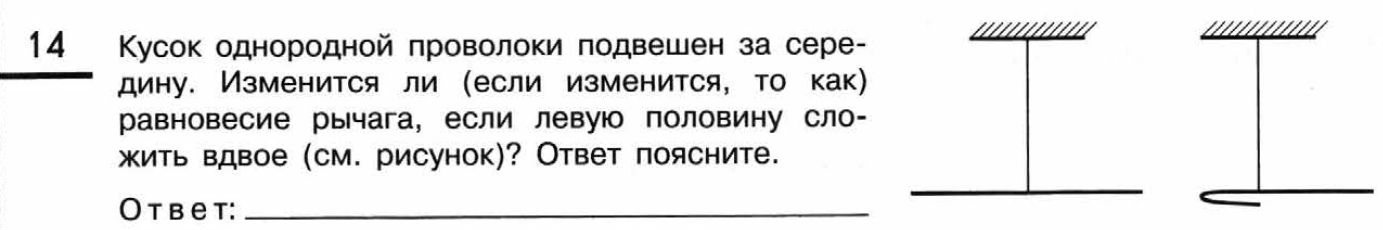 14 Кусок однородной проволоки подвешен за сере-
дину. Изменится ли (если изменится, то как)
равновесие рычага, если левую половину сло-
жить вдвое (см. рисунок)? Ответ поясните.
Ответ: